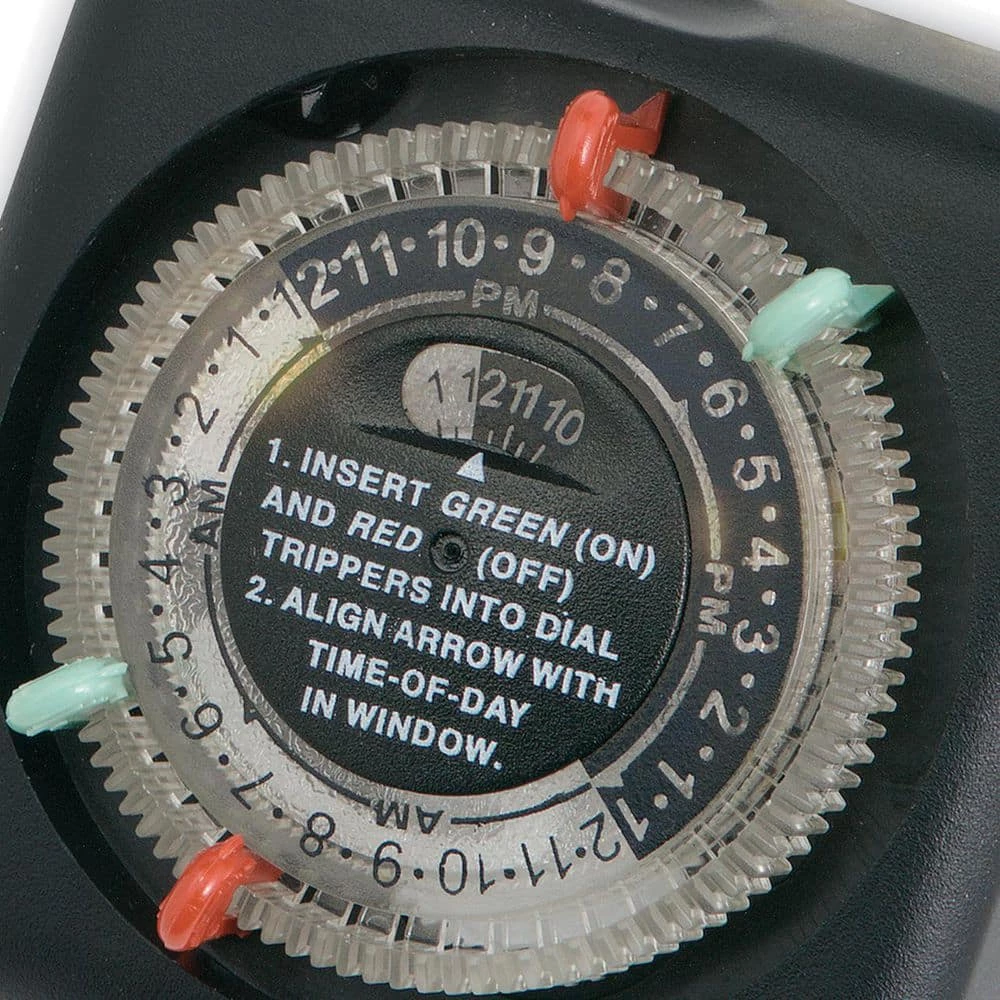 12·11·10·9·8·7·6·5·4·3·2·1·12·11·10·9·8·7·6·5·4·3·2·1·
PM
PM
AM
AM
1 12 11 10
1. INSERT GREEN (ON)
AND RED (OFF)
TRIPPERS INTO DIAL
2. ALIGN ARROW WITH
TIME-OF-DAY
IN WINDOW.